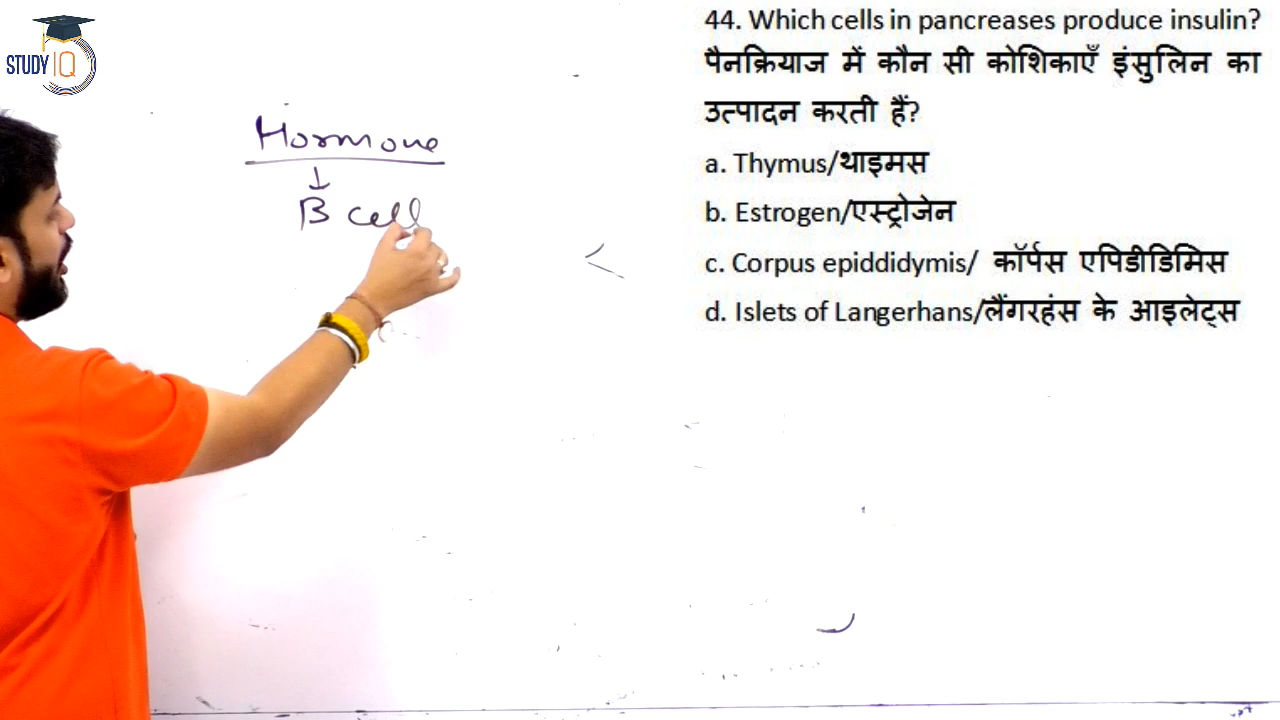 STUDY IQ
Hormone
B cell
44. Which cells in pancreases produce insulin?
पैनक्रियाज में कौन सी कोशिकाएँ इंसुलिन का
उत्पादन करती हैं?
a. Thymus/थाइमस
b. Estrogen/एस्ट्रोजेन
c. Corpus epiddidymis/ कॉर्पस एपिडीडिमिस
d. Islets of Langerhans/लैंगरहंस के आइलेट्स